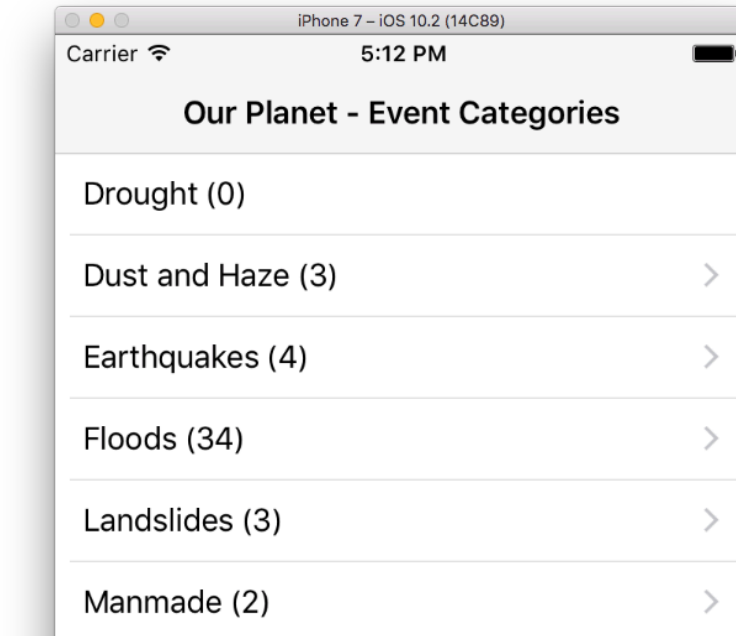 iPhone 7 – iOS 10.2 (14C89)
Carrier 5:12 PM
Our Planet - Event Categories
Drought (0)
Dust and Haze (3)
Earthquakes (4)
Floods (34)
Landslides (3)
Manmade (2)